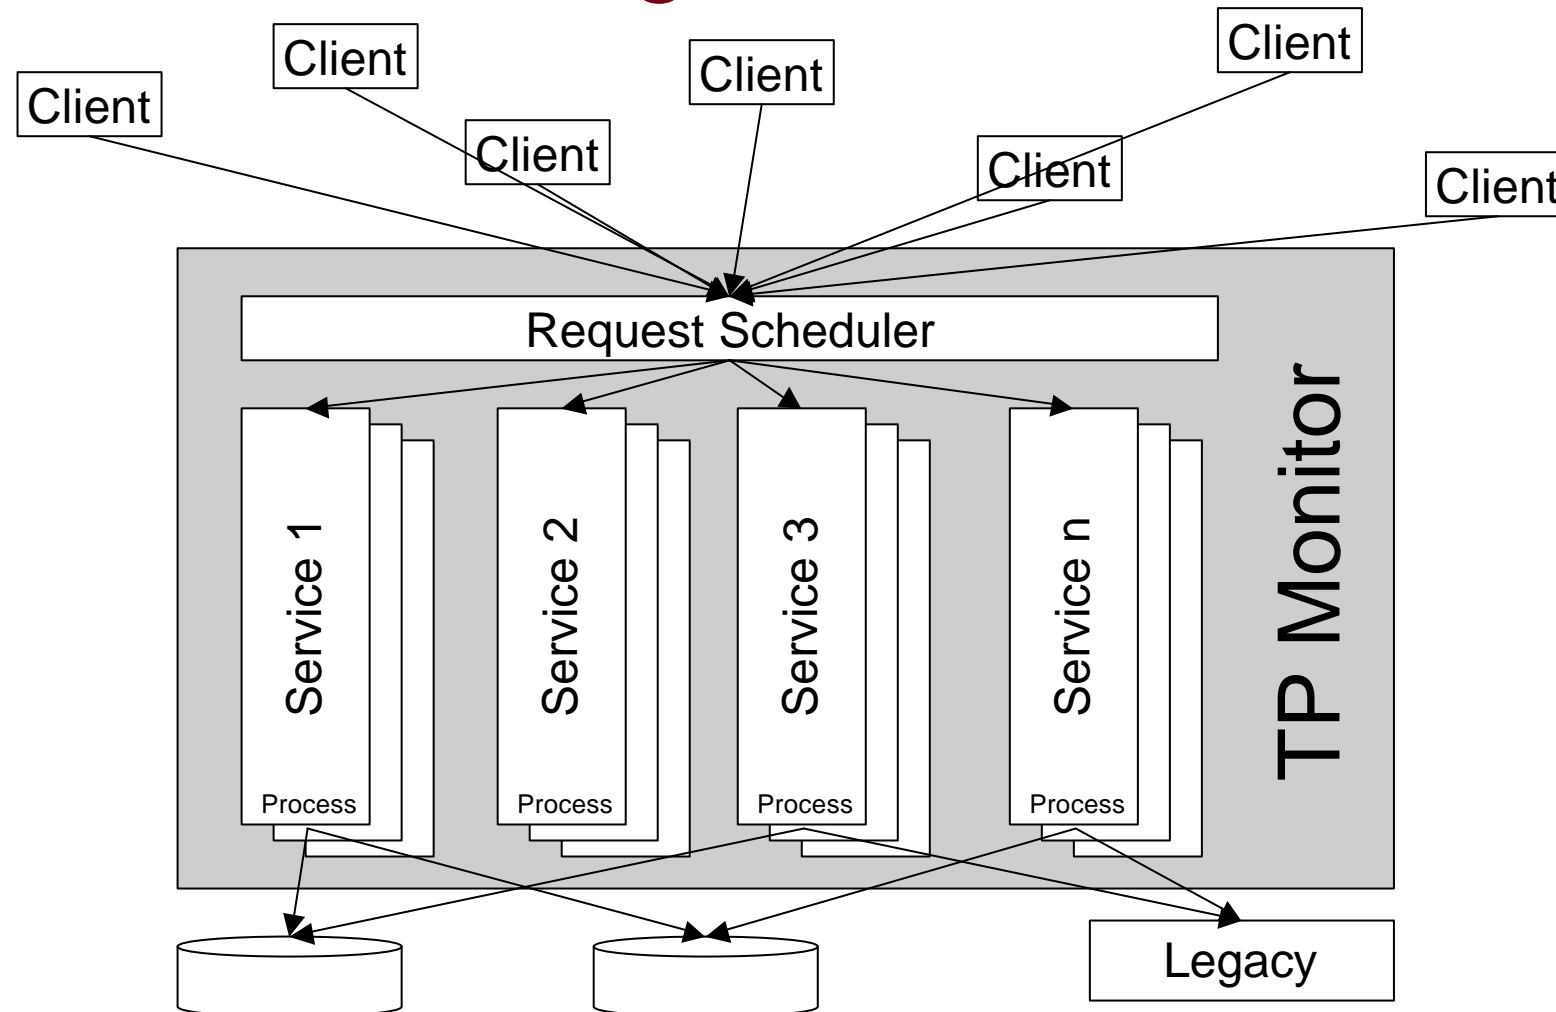 Client
Client
Client
Client
Client
Client
Client
Request Scheduler
Service 1
Service 2
Service 3
Service n
TP Monitor
Process
Process
Process
Process
Legacy